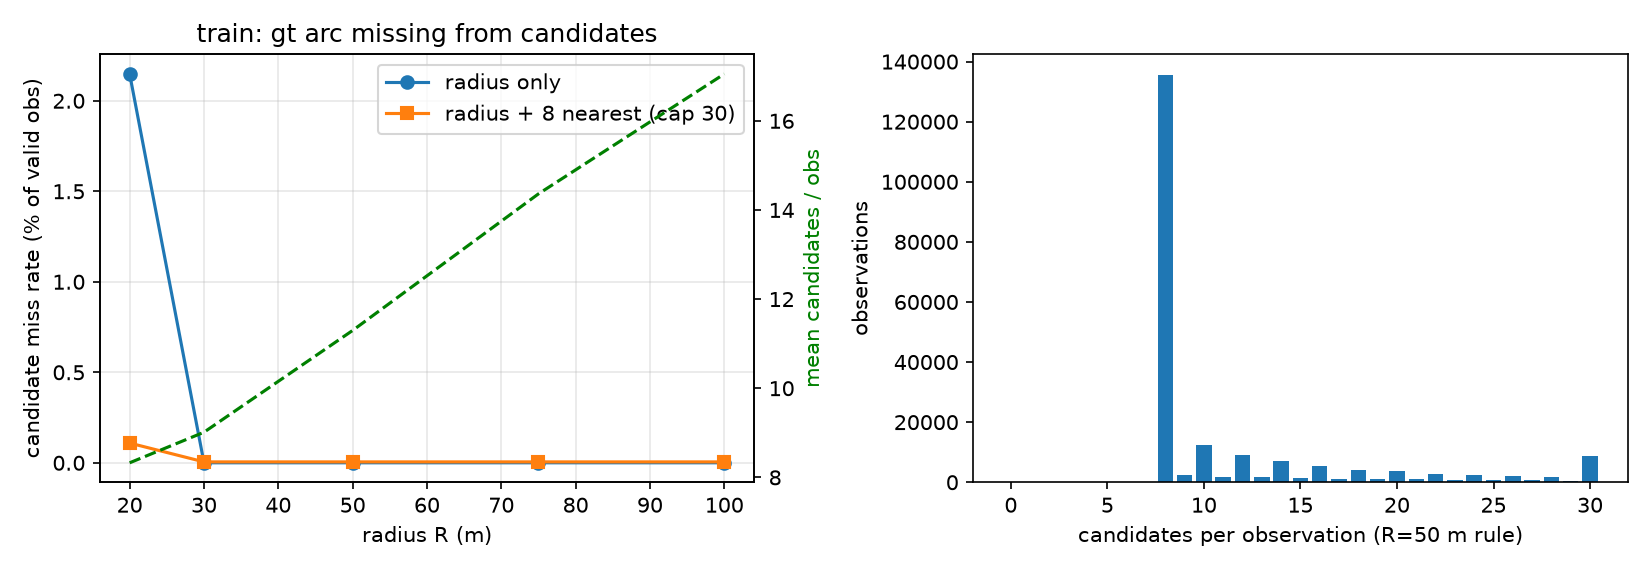 train: gt arc missing from candidates
candidate miss rate (% of valid obs)
2.0
1.5
1.0
0.5
0.0
radius only
radius + 8 nearest (cap 30)
16
14
12
10
8
mean candidates / obs
20 30 40 50 60 70 80 90 100
radius R (m)
observations
140000
120000
100000
80000
60000
40000
20000
0
0 5 10 15 20 25 30
candidates per observation (R=50 m rule)